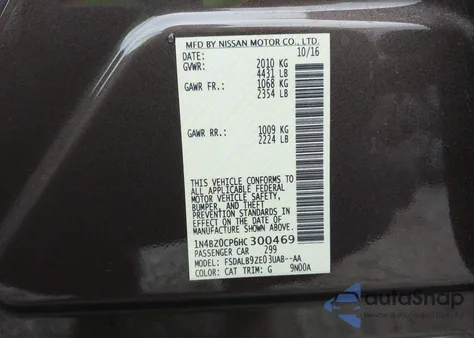 MFD BY NISSAN MOTOR CO., LTD.
DATE: 10/16
GVWR: 2010 KG
4431 LB
GAWR FR.: 1068 KG
2354 LB
GAWR RR.: 1009 KG
2224 LB
THIS VEHICLE CONFORMS TO
ALL APPLICABLE FEDERAL
MOTOR VEHICLE SAFETY,
BUMPER, AND THEFT
PREVENTION STANDARDS IN
EFFECT ON THE DATE OF
MANUFACTURE SHOWN ABOVE.
1N4BZ0CP6HC300469
PASSENGER CAR 299
MODEL: FSDALB9ZE03UAB--AA
COLOR: CAT TRIM: G 9N00A
autoSnap